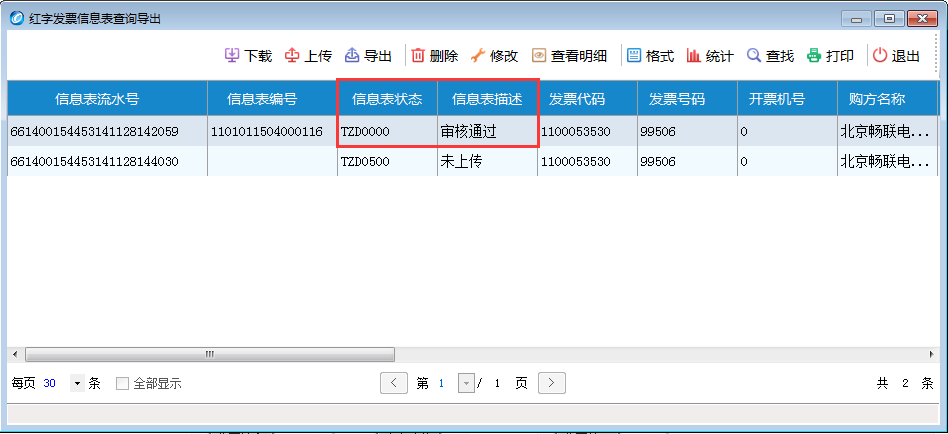 红字发票信息表查询导出
下载 上传 导出 删除 修改 查看明细 格式 统计 查找 打印 退出
信息表流水号 信息表编号 信息表状态 信息表描述 发票代码 发票号码 开票机号 购方名称
661400154453141128142059 1101011504000116 TZD0000 审核通过 1100053530 99506 0 北京畅联电...
661400154453141128144030 TZD0500 未上传 1100053530 99506 0 北京畅联电...
每页 30 条 全部显示 < 第 1 / 1 页 > 共 2 条